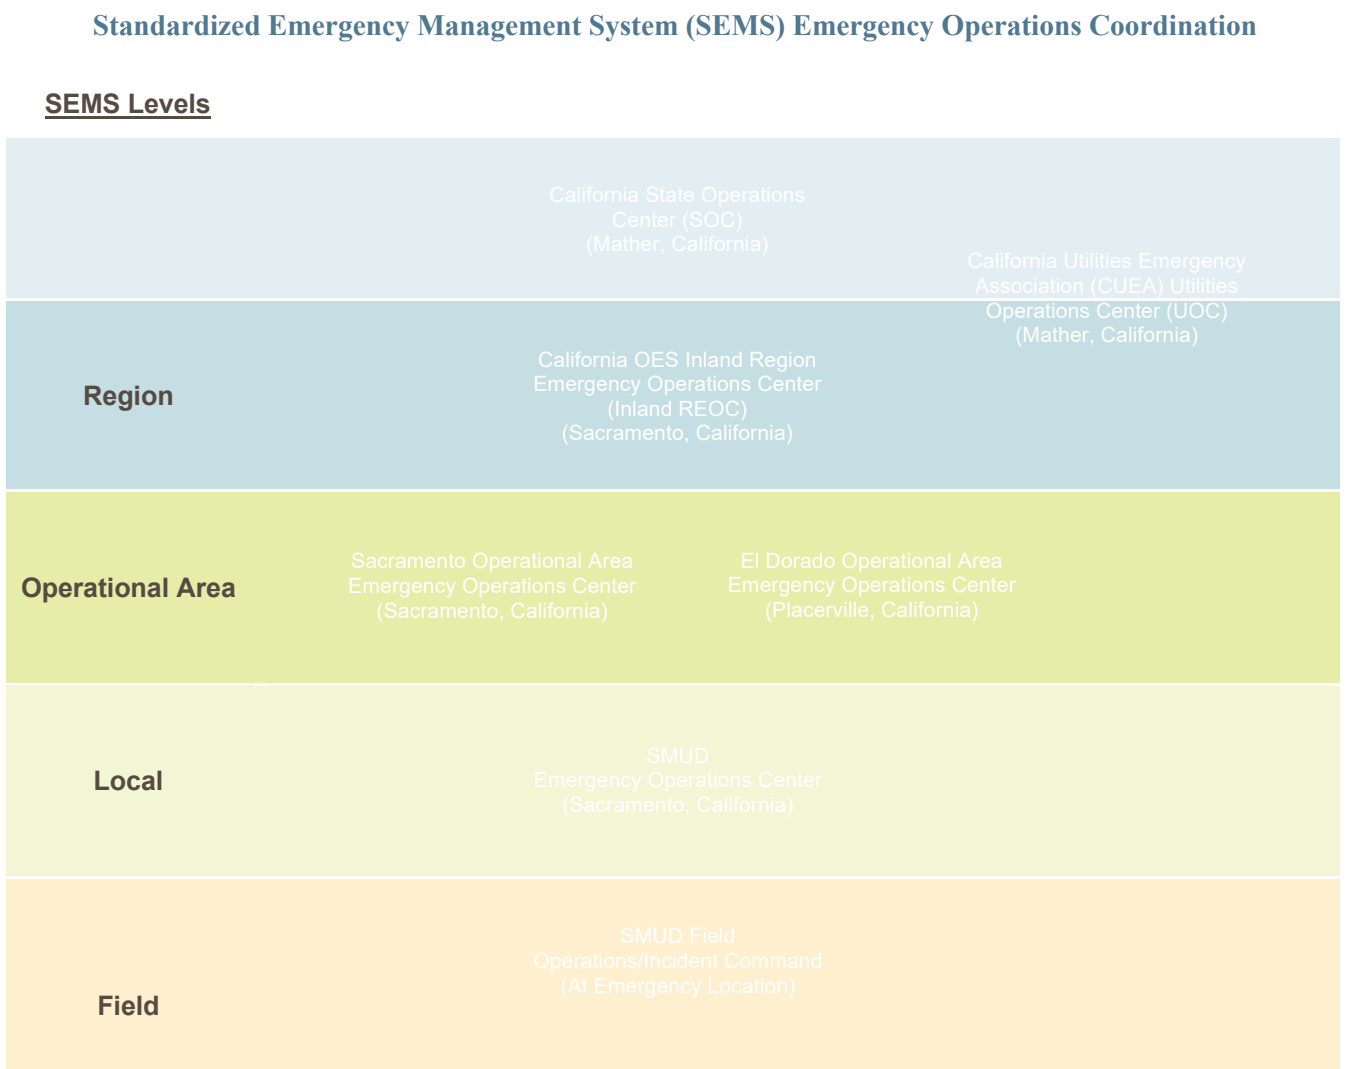 Standardized Emergency Management System (SEMS) Emergency Operations Coordination
SEMS Levels
California State Operations
Center (SOC)
(Mather, California)
California Utilities Emergency
Association (CUEA) Utilities
Operations Center (UOC)
(Mather, California)
Region
California OES Inland Region
Emergency Operations Center
(Inland REOC)
(Sacramento, California)
Operational Area
Sacramento Operational Area
Emergency Operations Center
(Sacramento, California)
El Dorado Operational Area
Emergency Operations Center
(Placerville, California)
Local
SMUD
Emergency Operations Center
(Sacramento, California)
Field
SMUD Field
Operations/Incident Command
(At Emergency Location)